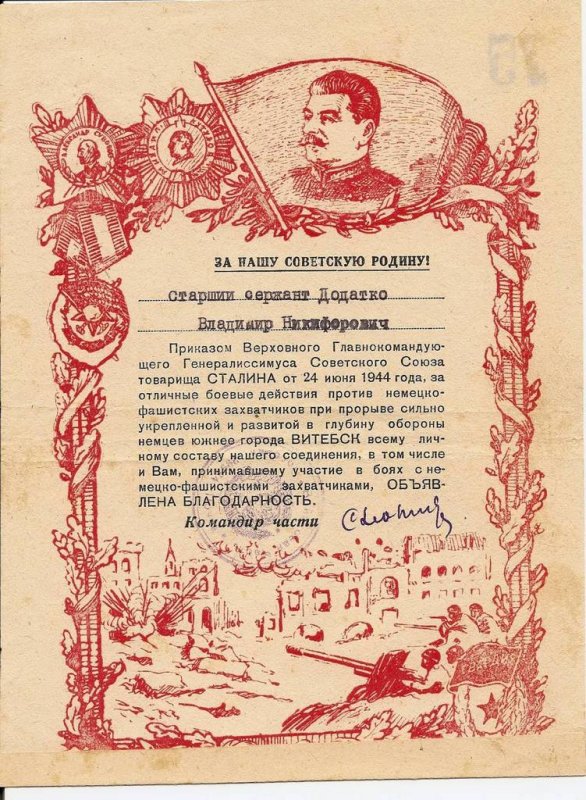 АЛЕКСАНДР СУВОРОВ
ЗА НАШУ СОВЕТСКУЮ РОДИНУ!
Старший сержант Додатко
Владимир Никифорович
Приказом Верховного Главнокомандую-
щего Генералиссимуса Советского Союза
товарища СТАЛИНА от 24 июня 1944 года, за
отличные боевые действия против немецко-
фашистских захватчиков при прорыве сильно
укрепленной и развитой в глубину обороны
немцев южнее города ВИТЕБСК всему лич-
ному составу нашего соединения, в том числе
и Вам, принимавшему участие в боях с не-
мецко-фашистскими захватчиками, ОБЪЯВ-
ЛЕНА БЛАГОДАРНОСТЬ.
Командир части